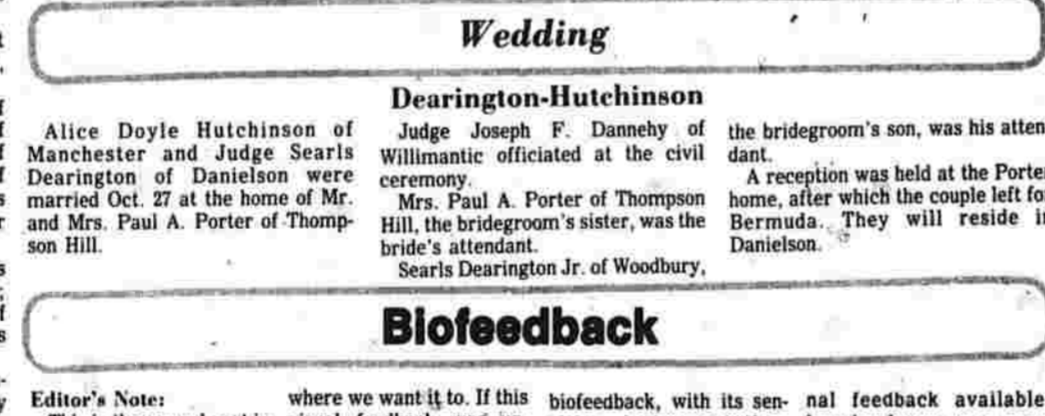 Wedding
Dearington-Hutchinson
Alice Doyle Hutchinson of
Manchester and Judge Searls
Dearington of Danielson were
married Oct. 27 at the home of Mr.
and Mrs. Paul A. Porter of Thomp-
son Hill.
Judge Joseph F. Dannehy of
Willimantic officiated at the civil
ceremony.
Mrs. Paul A. Porter of Thompson
Hill, the bridegroom's sister, was the
bride's attendant.
Searls Dearington Jr. of Woodbury,
the bridegroom's son, was his atten
dant.
A reception was held at the Porter
home, after which the couple left fo
Bermuda. They will reside i
Danielson.
Biofeedback
Editor's Note:
where we want it to. If this
biofeedback, with its sen-
nal feedback available